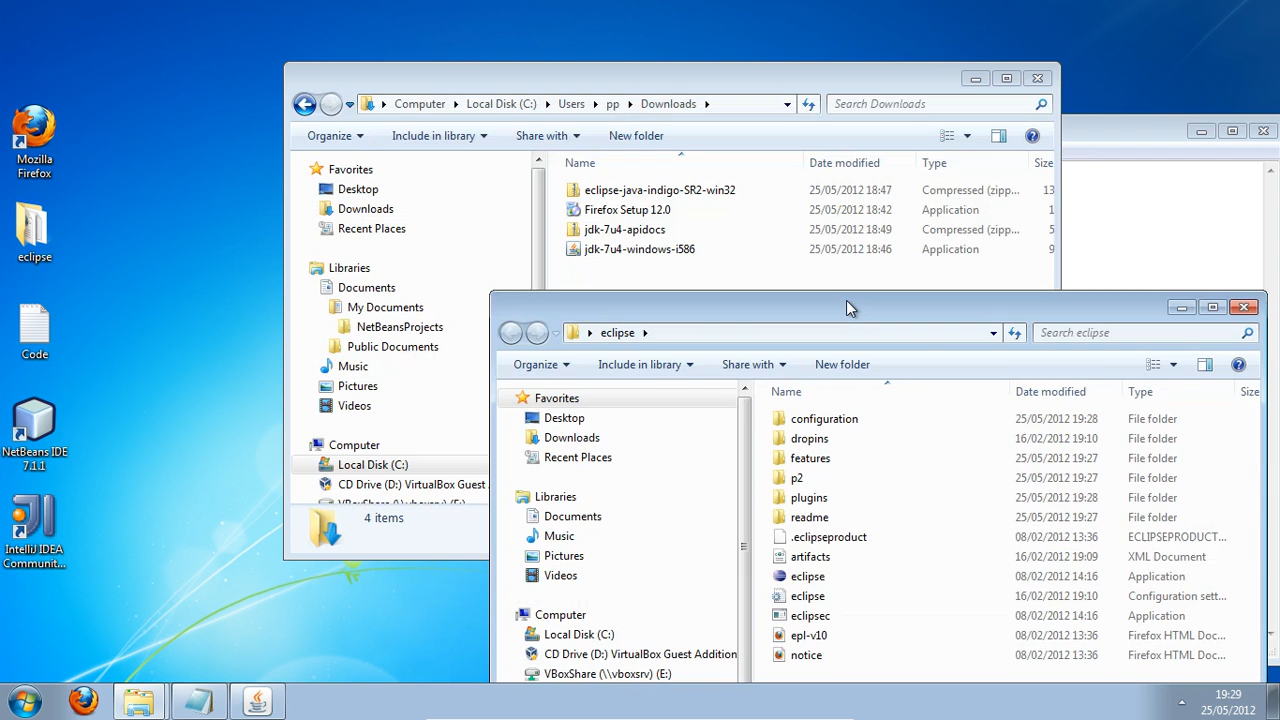 Mozilla
Firefox
eclipse
Code
NetBeans IDE
7.1.1
IntelliJ IDEA
Communit...
Computer Local Disk (C:) Users pp Downloads
Search Downloads
Organize Include in library Share with New folder
Favorites
Desktop
Downloads
Recent Places
Libraries
Documents
My Documents
NetBeansProjects
Public Documents
Music
Pictures
Videos
Computer
Local Disk (C:)
CD Drive (D:) VirtualBox Guest
VBoxShare (\\vboxsrv) (E:)
4 items
Name Date modified Type Size
eclipse-java-indigo-SR2-win32 25/05/2012 18:47 Compressed (zipp... 13
Firefox Setup 12.0 25/05/2012 18:42 Application 1
jdk-7u4-apidocs 25/05/2012 18:49 Compressed (zipp... 5
jdk-7u4-windows-i586 25/05/2012 18:46 Application
eclipse
Search eclipse
Organize Include in library Share with New folder
Favorites
Desktop
Downloads
Recent Places
Libraries
Documents
Music
Pictures
Videos
Computer
Local Disk (C:)
CD Drive (D:) VirtualBox Guest Addition
VBoxShare (\\vboxsrv) (E:)
Name Date modified Type Size
configuration 25/05/2012 19:28 File folder
dropins 16/02/2012 19:10 File folder
features 25/05/2012 19:27 File folder
p2 25/05/2012 19:27 File folder
plugins 25/05/2012 19:28 File folder
readme 25/05/2012 19:27 File folder
.eclipseproduct 08/02/2012 13:36 ECLIPSEPRODUCT...
artifacts 16/02/2012 19:09 XML Document
eclipse 08/02/2012 14:16 Application
eclipse 16/02/2012 19:10 Configuration sett...
eclipsec 08/02/2012 14:16 Application
epl-v10 08/02/2012 13:36 Firefox HTML Doc...
notice 08/02/2012 13:36 Firefox HTML Doc...
19:29
25/05/2012